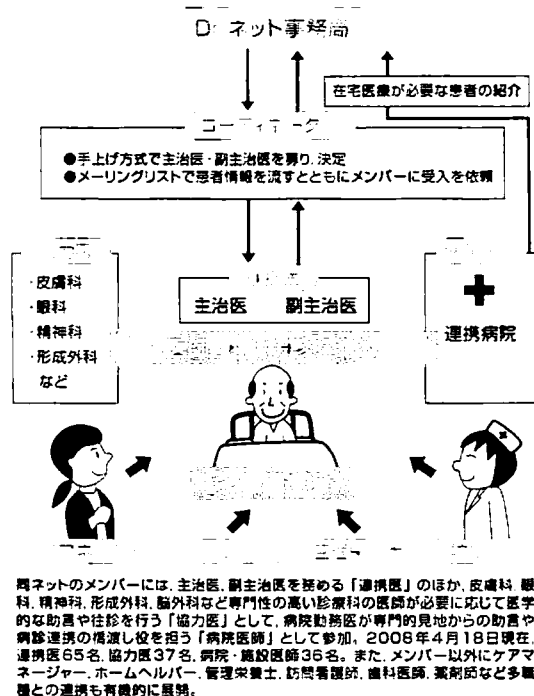 Dr.ネット事務局
在宅医療が必要な患者の紹介
コーディネータ
●手上げ方式で主治医・副主治医を募り、決定
●メーリングリストで患者情報を流すとともにメンバーに受入を依頼
・皮膚科
・眼科
・精神科
・形成外科
など
主治医 副主治医
連携病院
同ネットのメンバーには、主治医、副主治医を務める「連携医」のほか、皮膚科、眼
科、精神科、形成外科、脳外科など専門性の高い診療科の医師が必要に応じて医学
的な助言や往診を行う「協力医」として、病院勤務医が専門的見地からの助言や
病診連携の橋渡し役を担う「病院医師」として参加。2008年4月18日現在、
連携医65名、協力医37名、病院・施設医師36名。また、メンバー以外にケアマ
ネージャー、ホームヘルパー、管理栄養士、訪問看護師、歯科医師、薬剤師など多職
種との連携も有機的に展開。